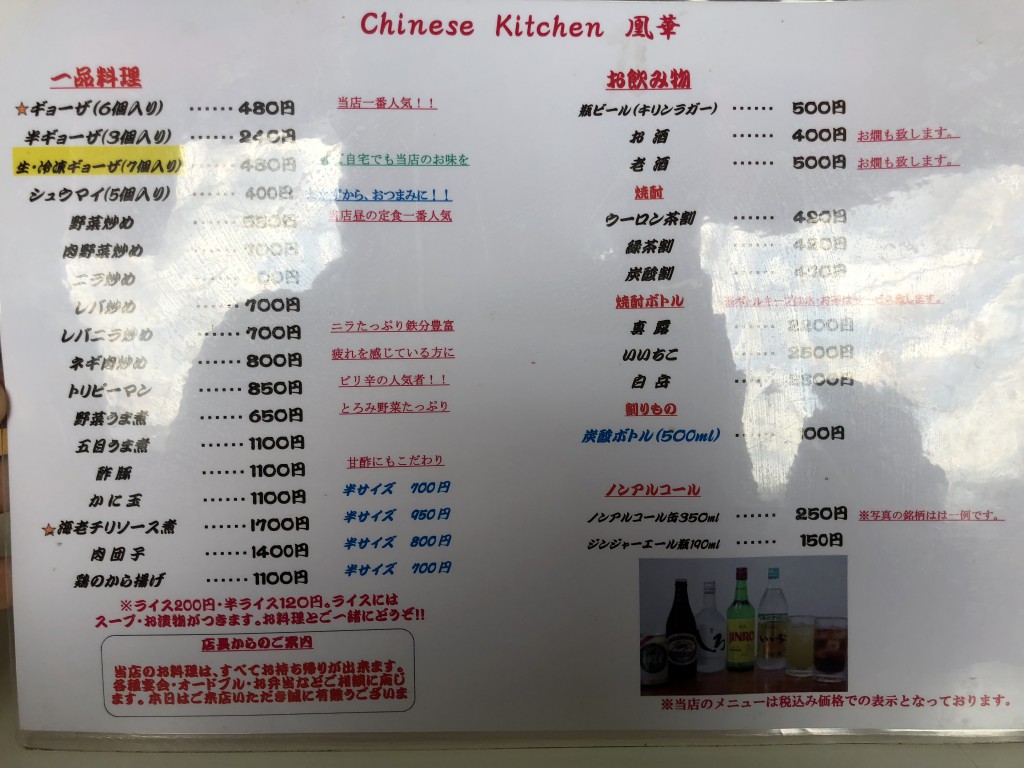 Chinese Kitchen 凰華
一品料理
★ギョーザ(6個入り) ‥‥‥480円 当店一番人気！！
半ギョーザ(3個入り) ‥‥‥240円
生・冷凍ギョーザ(7個入り) 480円 自宅でも当店のお味を
シュウマイ(5個入り) ‥‥‥400円 から、おつまみに！！
野菜炒め 当店昼の定食一番人気
肉野菜炒め 700円
ニラ炒め
レバ炒め ‥‥‥700円
レバニラ炒め ‥‥‥700円 ニラたっぷり鉄分豊富
ネギ肉炒め ‥‥‥800円 疲れを感じている方に
トリピーマン ‥‥‥850円 ピリ辛の人気者！！
野菜うま煮 ‥‥‥650円 とろみ野菜たっぷり
五目うま煮 ‥‥‥1100円
酢豚 ‥‥‥1100円 甘酢にもこだわり
かに玉 ‥‥‥1100円 半サイズ 700円
★海老チリソース煮 ‥‥‥1700円 半サイズ 950円
肉団子 ‥‥‥1400円 半サイズ 800円
鶏のから揚げ ‥‥‥1100円 半サイズ 700円
※ライス200円・半ライス120円。ライスには
スープ・お漬物がつきます。お料理とご一緒にどうぞ!!
店長からのご案内
当店のお料理は、すべてお持ち帰りが出来ます。
各種宴会・オードブル・お弁当などご相談に応じ
ます。本日はご来店いただき誠に有難うございま
お飲み物
瓶ビール(キリンラガー) ‥‥‥ 500円
お酒 ‥‥‥ 400円 お燗も致します。
老酒 ‥‥‥ 500円 お燗も致します。
焼酎
ウーロン茶割 ‥‥‥ 420円
緑茶割 ‥‥‥ 420円
炭酸割 ‥‥‥ 420円
焼酎ボトル
真露 ‥‥‥ 2200円
いいちこ ‥‥‥ 2500円
白岳
割りもの
炭酸ボトル(500ml)
ノンアルコール
ノンアルコール缶350ml ‥‥‥ 250円 ※写真の銘柄はは一例です。
ジンジャーエール瓶190ml ‥‥‥ 150円
JINRO
※当店のメニューは税込み価格での表示となっております。